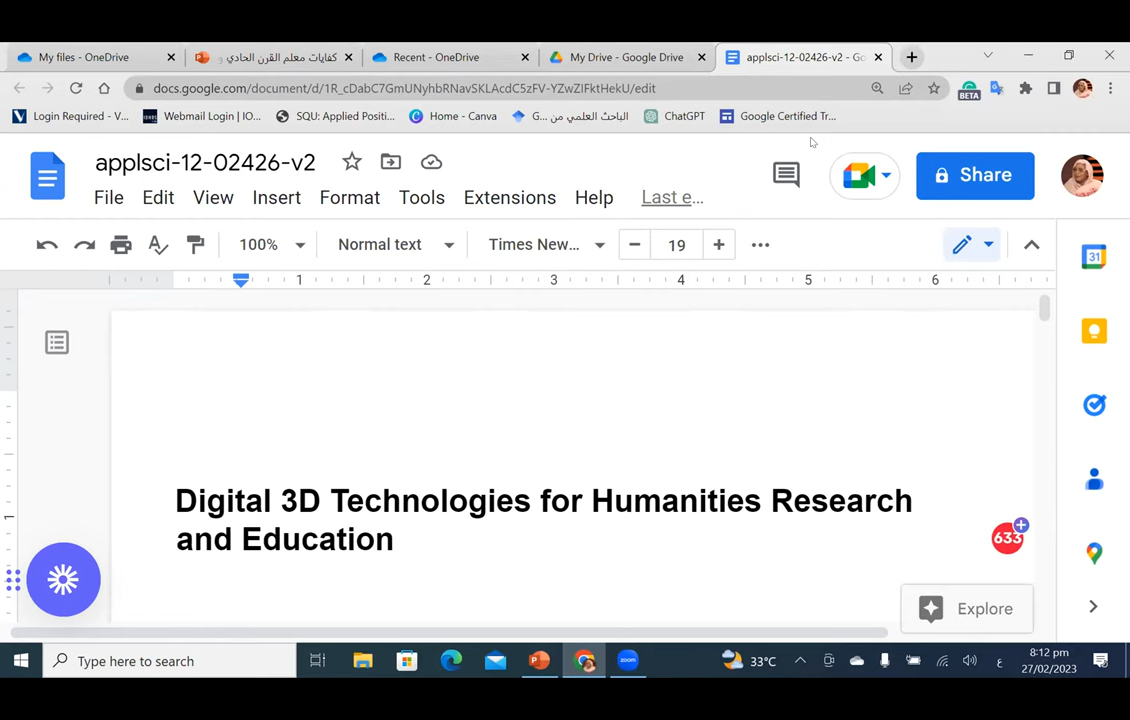 My files - OneDrive
كفايات معلم القرن الحادي و
Recent - OneDrive
My Drive - Google Drive
applsci-12-02426-v2 - Go
docs.google.com/document/d/1R_cDabC7GmUNyhbRNavSKLAcdC5zFV-YZwZIFktHekU/edit
BETA
Login Required - V...
Webmail Login | IO...
SQU: Applied Positi...
Home - Canva
الباحث العلمي من G...
ChatGPT
Google Certified Tr...
applsci-12-02426-v2
Share
File Edit View Insert Format Tools Extensions Help Last e...
100% Normal text Times New... 19
31
1 2 3 4 5 6
1
Digital 3D Technologies for Humanities Research
and Education
633
Explore
Type here to search
zoom
33°C
ع
8:12 pm
27/02/2023